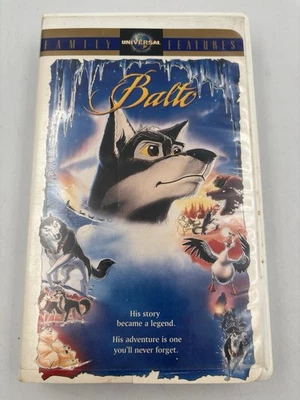 FAMILY UNIVERSAL FEATURES
Balto
His story
became a legend.
His adventure is one
you'll never forget.